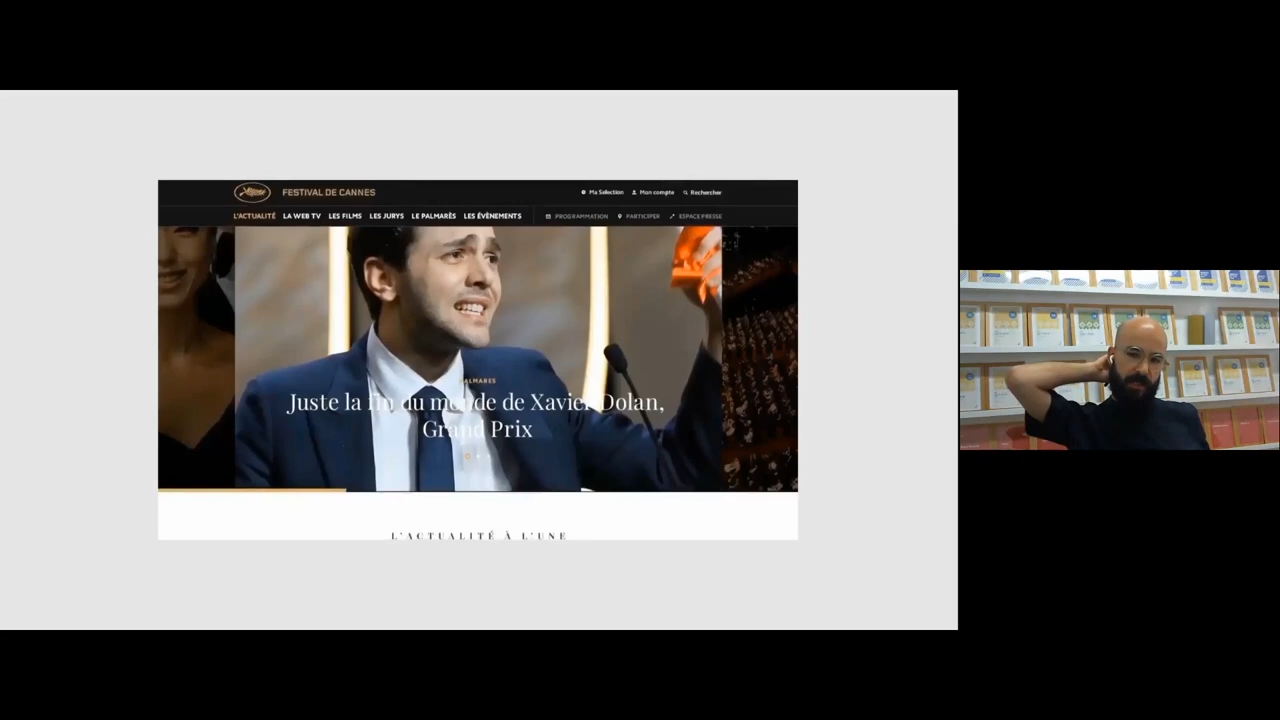 FESTIVAL DE CANNES
Ma Sélection Mon compte Rechercher
L'ACTUALITÉ LA WEB TV LES FILMS LES JURYS LE PALMARÈS LES ÉVÈNEMENTS PROGRAMMATION PARTICIPER ESPACE PRESSE
PALMARES
Juste la fin du monde de Xavier Dolan,
Grand Prix
L'ACTUALITÉ À L'UNE